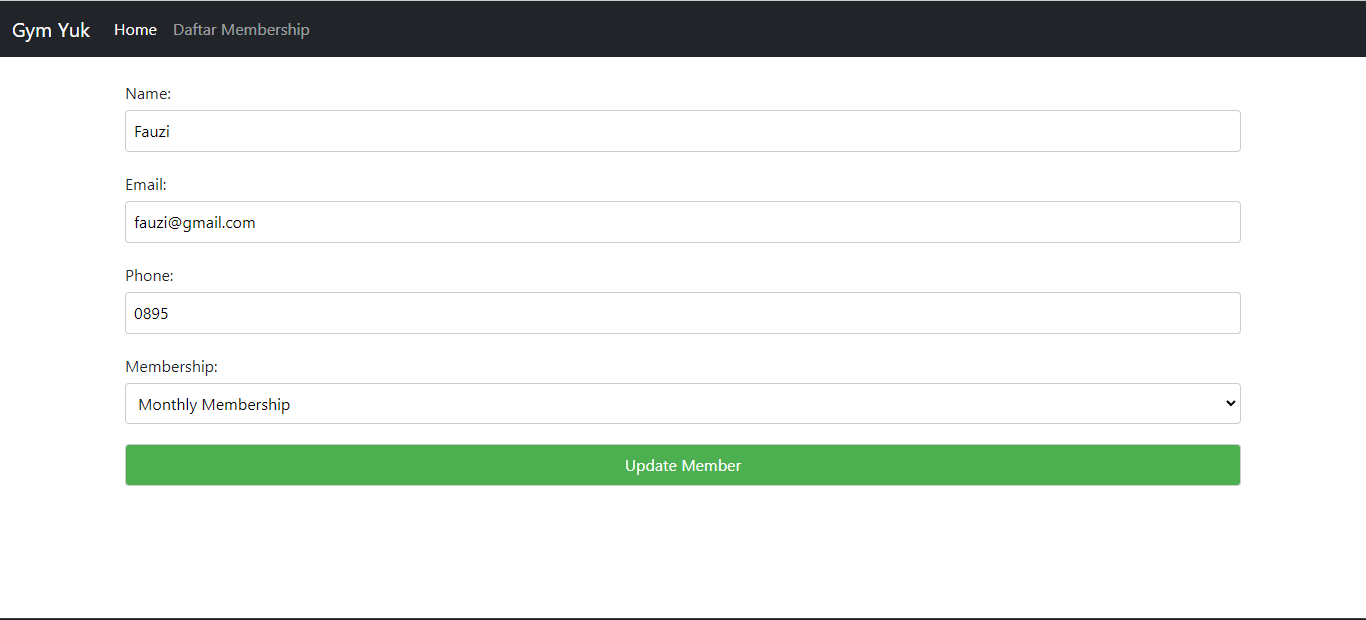 Gym Yuk Home Daftar Membership
Name:
Fauzi
Email:
fauzi@gmail.com
Phone:
0895
Membership:
Monthly Membership
Update Member